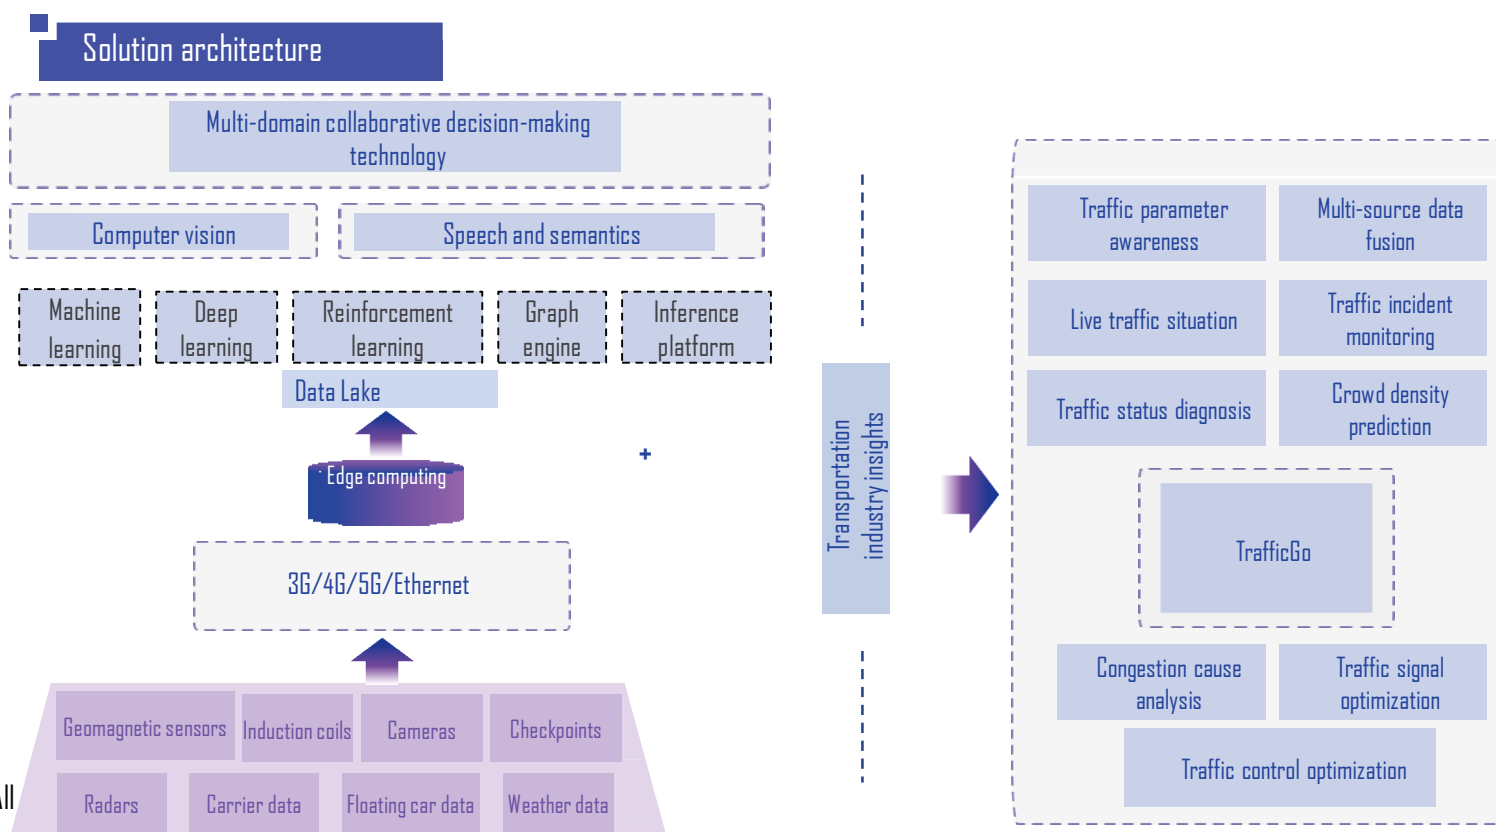 Solution architecture
Multi-domain collaborative decision-making
technology
Computer vision
Speech and semantics
Machine
learning
Deep
learning
Reinforcement
learning
Graph
engine
Inference
platform
Data Lake
Edge computing
3G/4G/5G/Ethernet
Geomagnetic sensors
Induction coils
Cameras
Checkpoints
All
Radars
Carrier data
Floating car data
Weather data
+
Transportation
industry insights
Traffic parameter
awareness
Multi-source data
fusion
Live traffic situation
Traffic incident
monitoring
Traffic status diagnosis
Crowd density
prediction
TrafficGo
Congestion cause
analysis
Traffic signal
optimization
Traffic control optimization